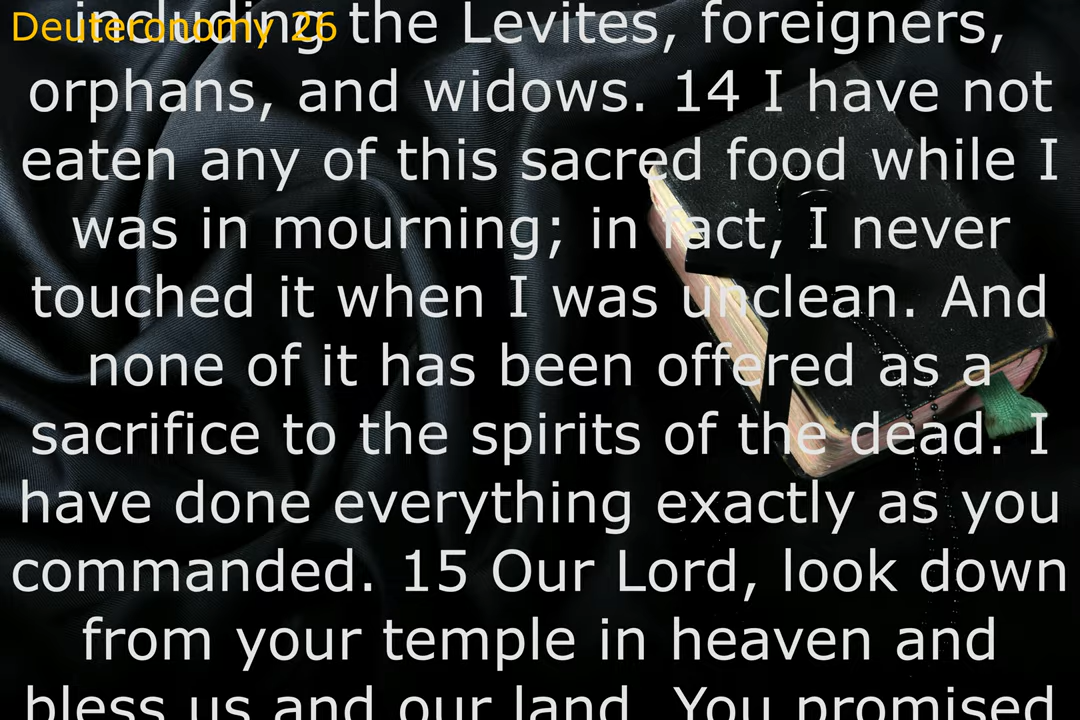 Deuteronomy 26
including the Levites, foreigners,
orphans, and widows. 14 I have not
eaten any of this sacred food while I
was in mourning; in fact, I never
touched it when I was unclean. And
none of it has been offered as a
sacrifice to the spirits of the dead. I
have done everything exactly as you
commanded. 15 Our Lord, look down
from your temple in heaven and
bless us and our land. You promised